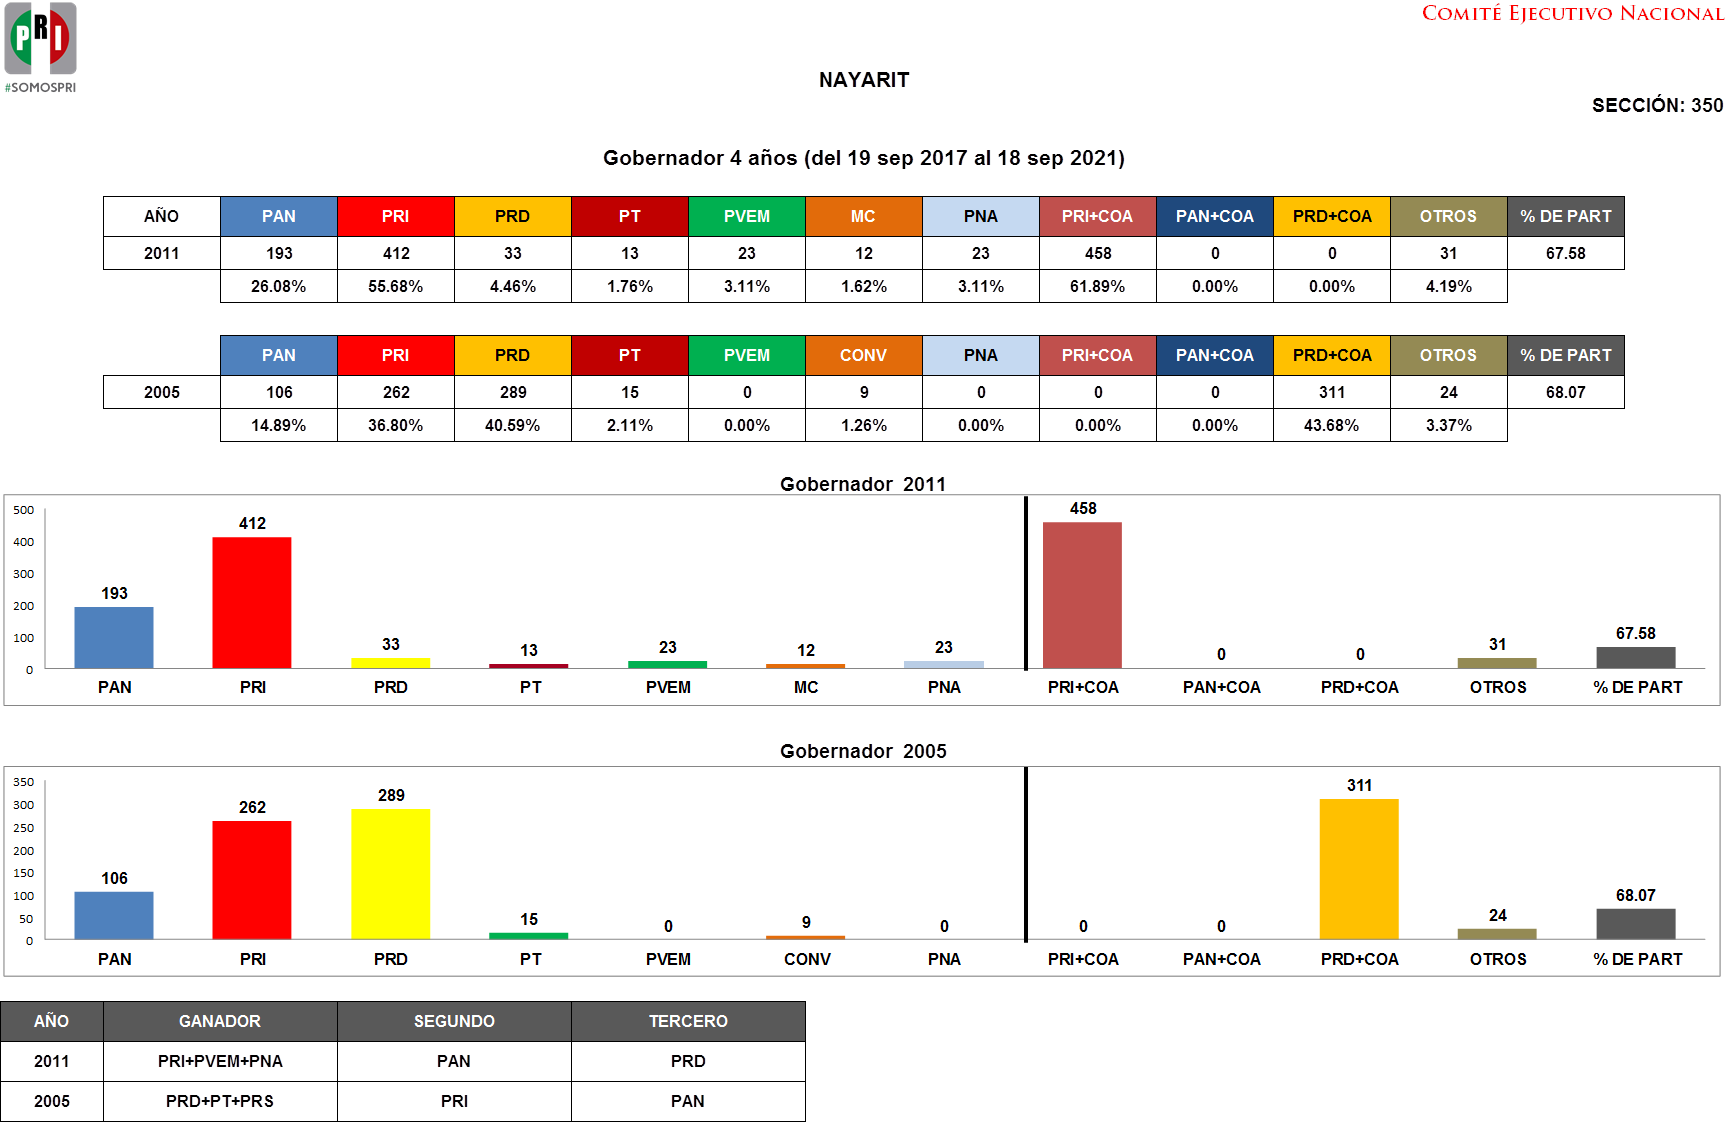 PRI
#SOMOSPRI
COMITÉ EJECUTIVO NACIONAL
NAYARIT
SECCIÓN: 350
Gobernador 4 años (del 19 sep 2017 al 18 sep 2021)
AÑO PAN PRI PRD PT PVEM MC PNA PRI+COA PAN+COA PRD+COA OTROS % DE PART
2011 193 412 33 13 23 12 23 458 0 0 31 67.58
26.08% 55.68% 4.46% 1.76% 3.11% 1.62% 3.11% 61.89% 0.00% 0.00% 4.19%
PAN PRI PRD PT PVEM CONV PNA PRI+COA PAN+COA PRD+COA OTROS % DE PART
2005 106 262 289 15 0 9 0 0 0 311 24 68.07
14.89% 36.80% 40.59% 2.11% 0.00% 1.26% 0.00% 0.00% 0.00% 43.68% 3.37%
Gobernador 2011
500
400
300
200
100
0
193 412 33 13 23 12 23 458 0 0 31 67.58
PAN PRI PRD PT PVEM MC PNA PRI+COA PAN+COA PRD+COA OTROS % DE PART
Gobernador 2005
350
300
250
200
150
100
50
0
106 262 289 15 0 9 0 0 0 311 24 68.07
PAN PRI PRD PT PVEM CONV PNA PRI+COA PAN+COA PRD+COA OTROS % DE PART
AÑO GANADOR SEGUNDO TERCERO
2011 PRI+PVEM+PNA PAN PRD
2005 PRD+PT+PRS PRI PAN